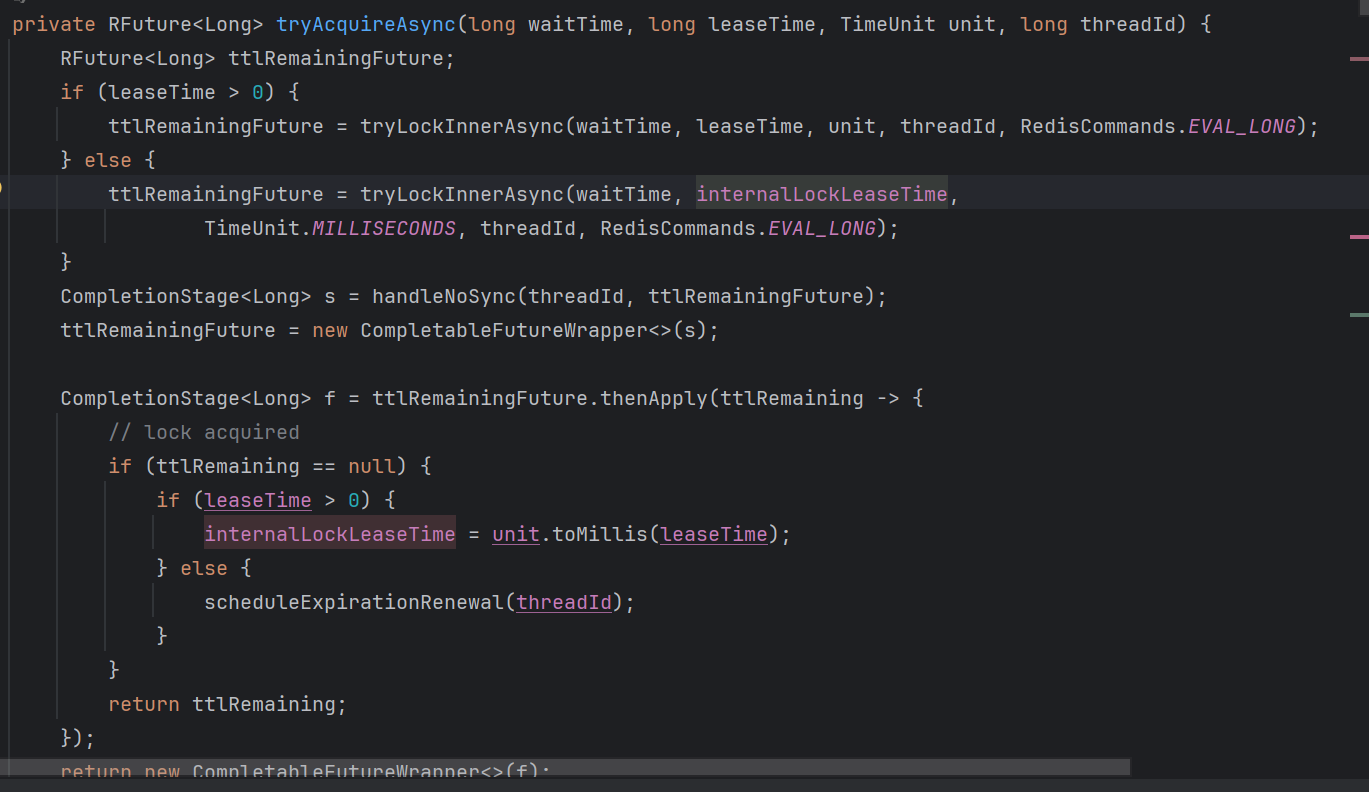 private RFuture<Long> tryAcquireAsync(long waitTime, long leaseTime, TimeUnit unit, long threadId) {
    RFuture<Long> ttlRemainingFuture;
    if (leaseTime > 0) {
        ttlRemainingFuture = tryLockInnerAsync(waitTime, leaseTime, unit, threadId, RedisCommands.EVAL_LONG);
    } else {
        ttlRemainingFuture = tryLockInnerAsync(waitTime, internalLockLeaseTime,
                TimeUnit.MILLISECONDS, threadId, RedisCommands.EVAL_LONG);
    }
    CompletionStage<Long> s = handleNoSync(threadId, ttlRemainingFuture);
    ttlRemainingFuture = new CompletableFutureWrapper<>(s);

    CompletionStage<Long> f = ttlRemainingFuture.thenApply(ttlRemaining -> {
        // lock acquired
        if (ttlRemaining == null) {
            if (leaseTime > 0) {
                internalLockLeaseTime = unit.toMillis(leaseTime);
            } else {
                scheduleExpirationRenewal(threadId);
            }
        }
        return ttlRemaining;
    });
    return new CompletableFutureWrapper<>(f);